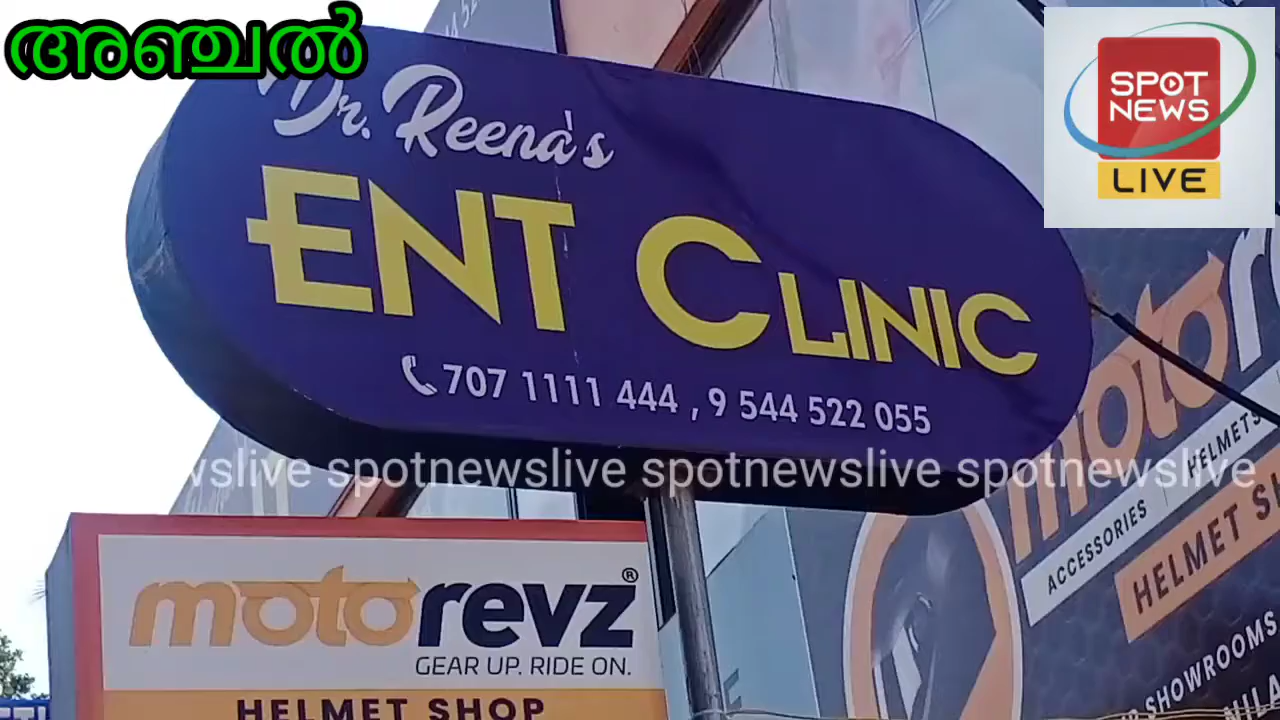 അഞ്ചൽ
SPOT
NEWS
LIVE
Dr. Reena's
ENT CLINIC
707 1111 444 , 9 544 522 055
wslive spotnewslive spotnewslive spotnewslive
motorevz®
GEAR UP. RIDE ON.
HELMET SHOP
HELMETS
ACCESSORIES
HELMET
SHOWROOMS